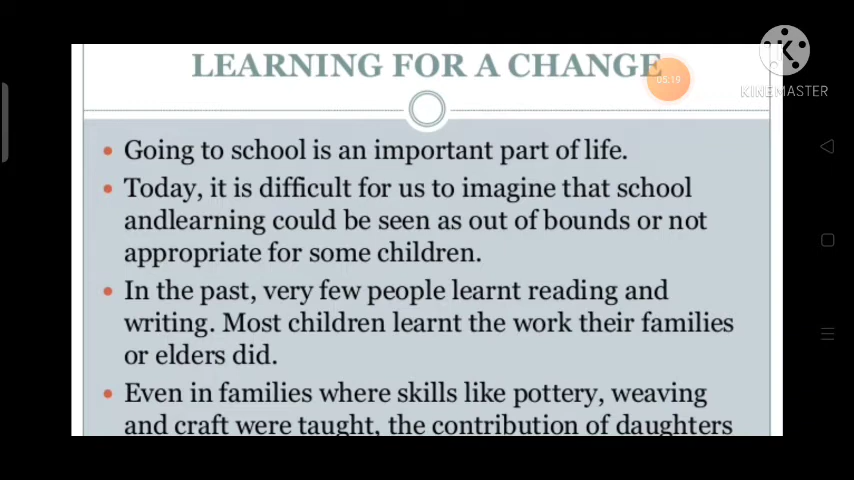 LEARNING FOR A CHANGE
05:19
KINEMASTER
• Going to school is an important part of life.
• Today, it is difficult for us to imagine that school
andlearning could be seen as out of bounds or not
appropriate for some children.
• In the past, very few people learnt reading and
writing. Most children learnt the work their families
or elders did.
• Even in families where skills like pottery, weaving
and craft were taught, the contribution of daughters